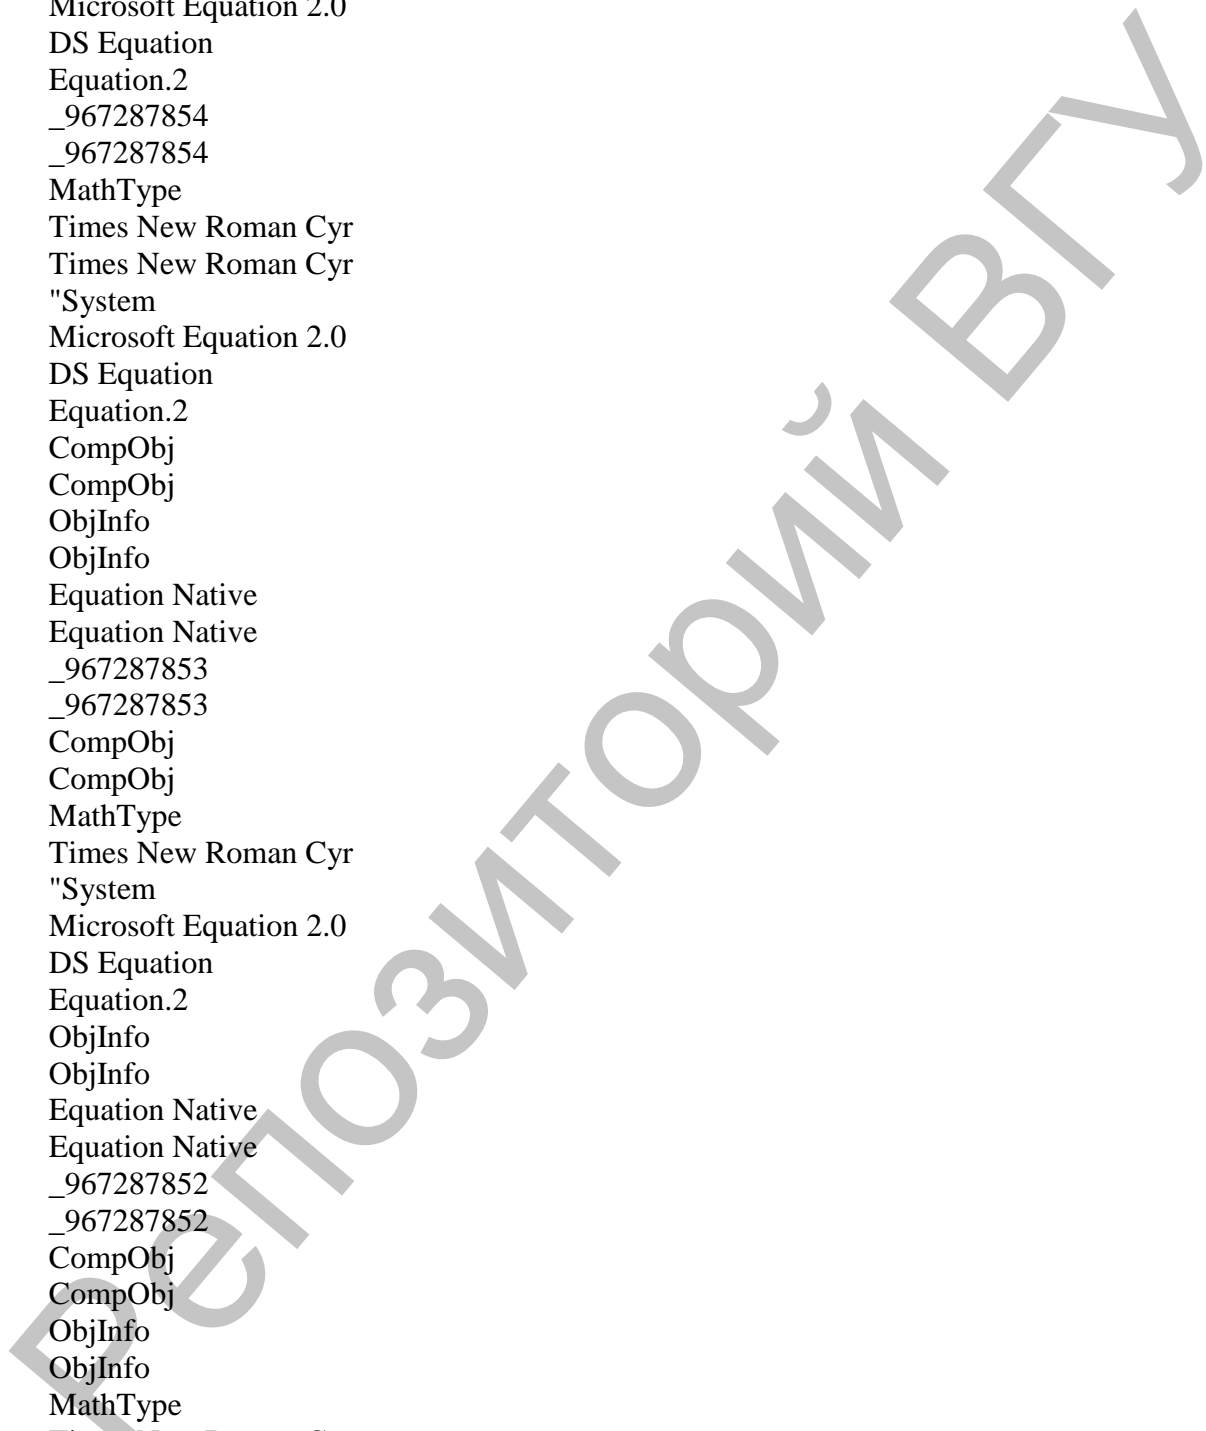 Microsoft Equation 2.0
DS Equation
Equation.2
_967287854
_967287854
MathType
Times New Roman Cyr
Times New Roman Cyr
"System
Microsoft Equation 2.0
DS Equation
Equation.2
CompObj
CompObj
ObjInfo
ObjInfo
Equation Native
Equation Native
_967287853
_967287853
CompObj
CompObj
MathType
Times New Roman Cyr
"System
Microsoft Equation 2.0
DS Equation
Equation.2
ObjInfo
ObjInfo
Equation Native
Equation Native
_967287852
_967287852
CompObj
CompObj
ObjInfo
ObjInfo
MathType
Репозиторий ВГУ